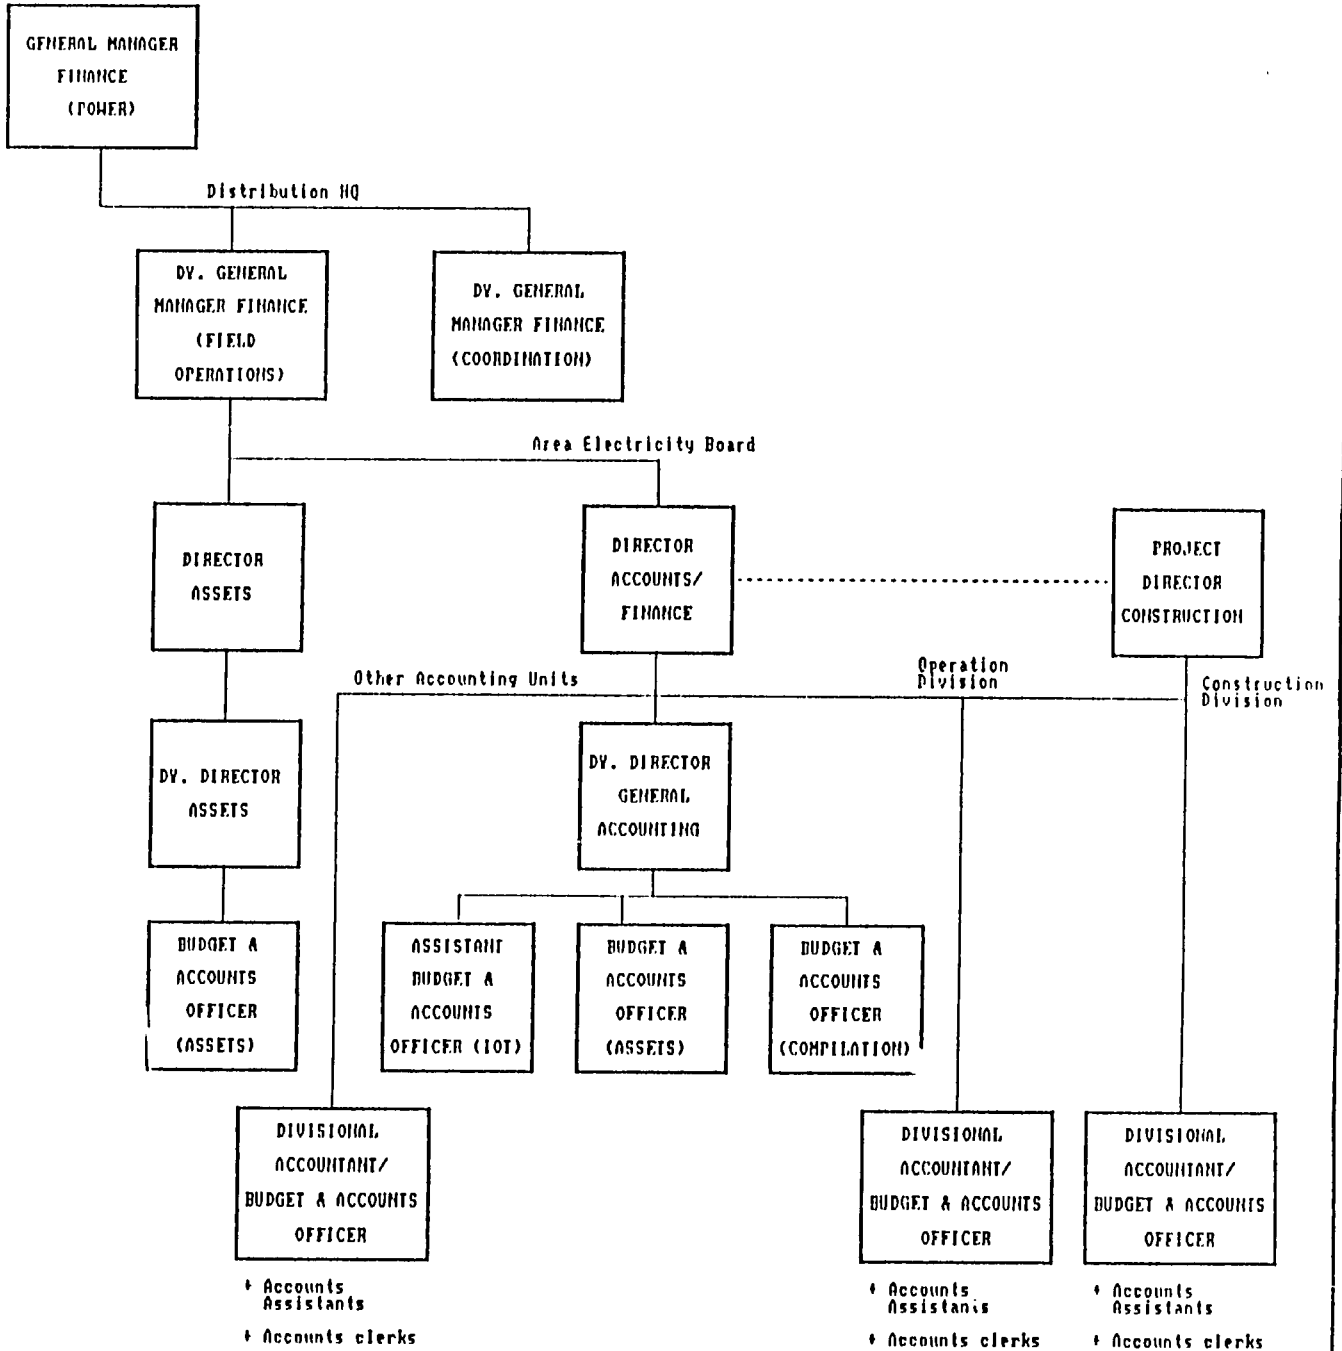 GENERAL MANAGER
FINANCE
(POWER)
Distribution HQ
DY. GENERAL
MANAGER FINANCE
(FIELD
OPERATIONS)
DY. GENERAL
MANAGER FINANCE
(COORDINATION)
Area Electricity Board
DIRECTOR
ASSETS
DIRECTOR
ACCOUNTS/
FINANCE
PROJECT
DIRECTOR
CONSTRUCTION
Other Accounting Units
Operation
Division
Construction
Division
DY. DIRECTOR
ASSETS
DY. DIRECTOR
GENERAL
ACCOUNTING
BUDGET &
ACCOUNTS
OFFICER
(ASSETS)
ASSISTANT
BUDGET &
ACCOUNTS
OFFICER (IOT)
BUDGET &
ACCOUNTS
OFFICER
(ASSETS)
BUDGET &
ACCOUNTS
OFFICER
(COMPILATION)
DIVISIONAL
ACCOUNTANT/
BUDGET & ACCOUNTS
OFFICER
+ Accounts
Assistants
+ Accounts clerks
DIVISIONAL
ACCOUNTANT/
BUDGET & ACCOUNTS
OFFICER
+ Accounts
Assistants
+ Accounts clerks
DIVISIONAL
ACCOUNTANT/
BUDGET & ACCOUNTS
OFFICER
+ Accounts
Assistants
+ Accounts clerks